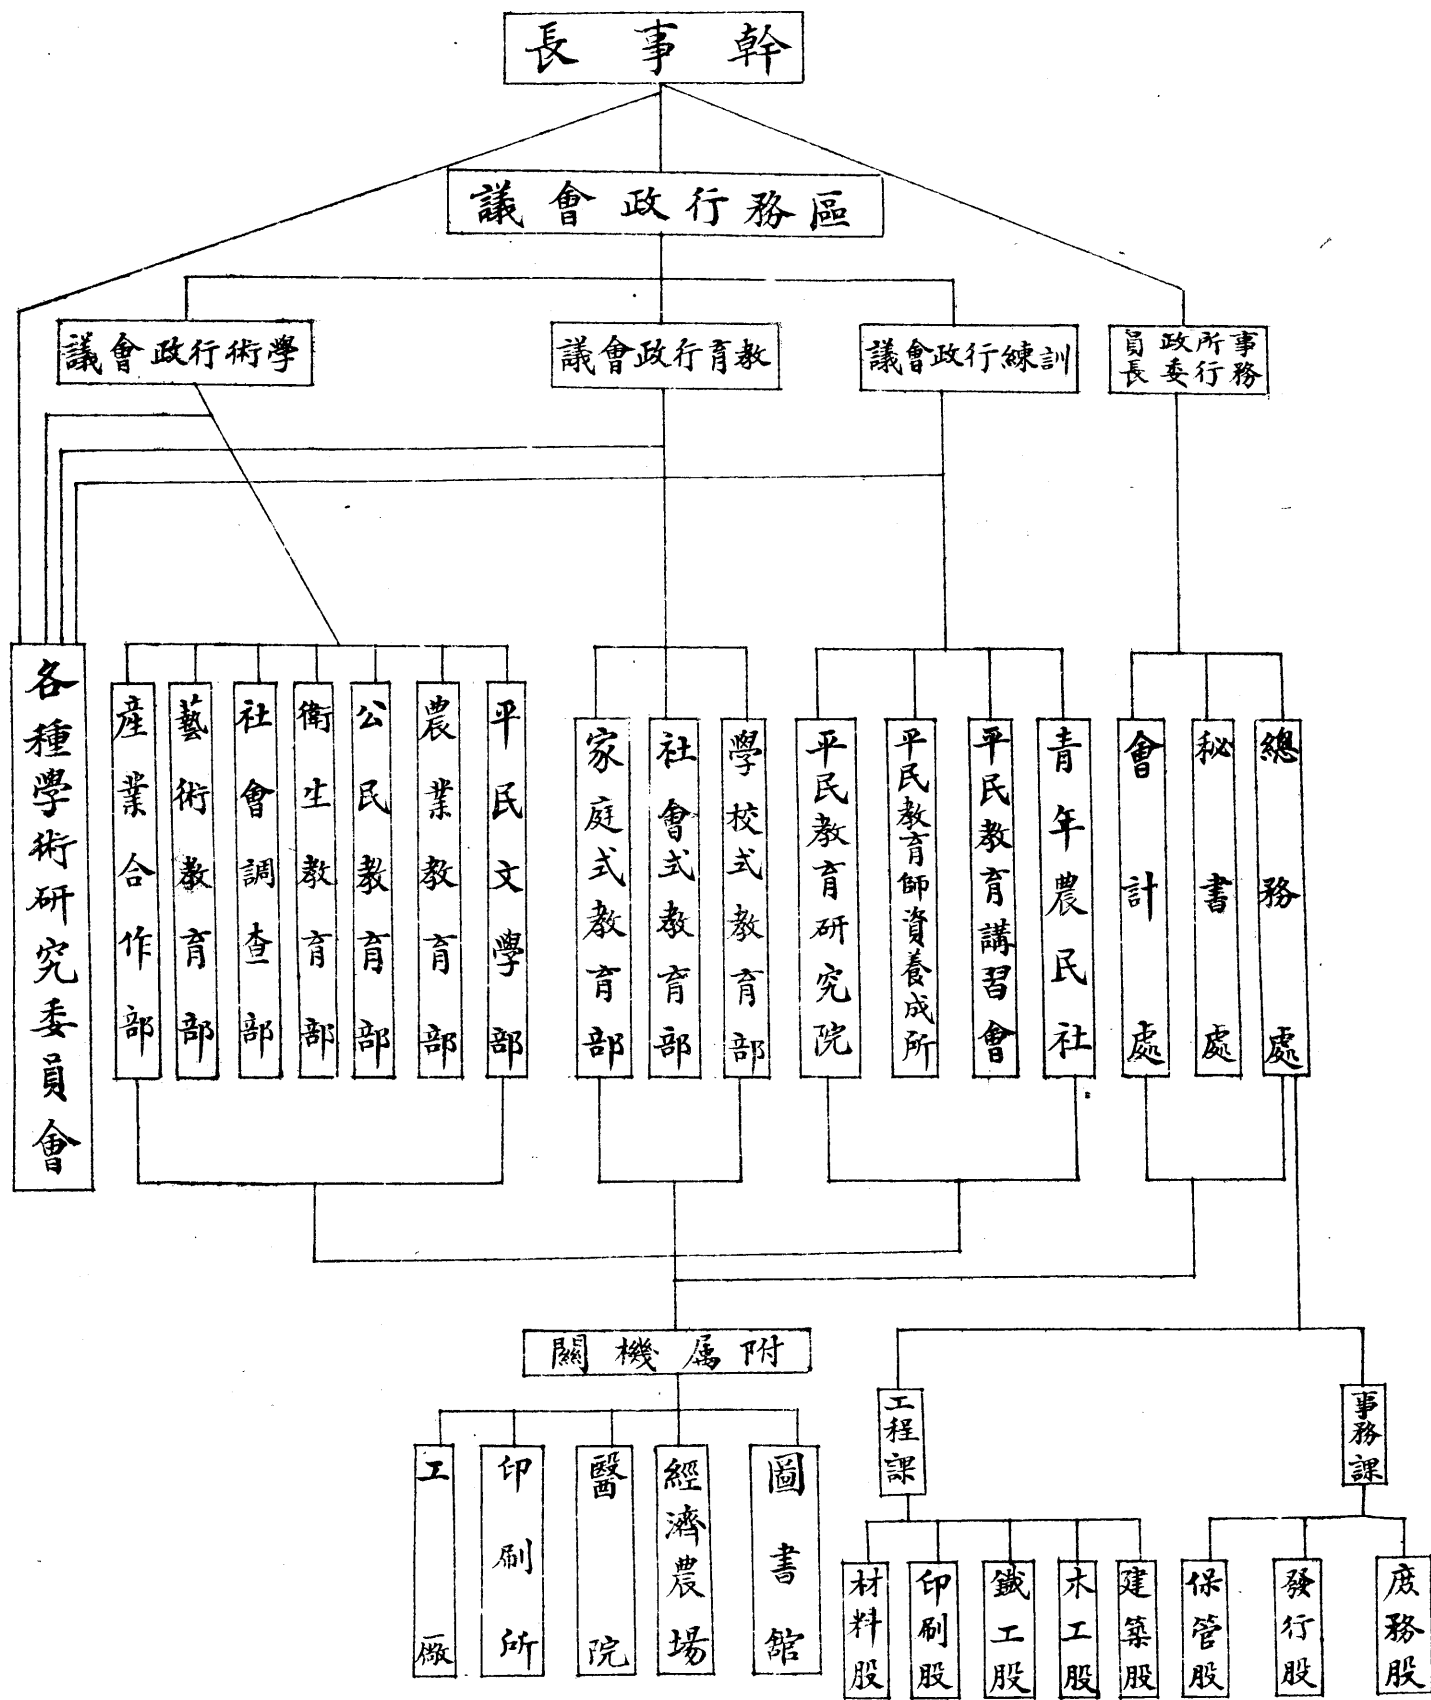 幹事長
區務行政會議
事務所行政委員長
訓練行政會議
教育行政會議
學術行政會議
總務處
秘書處
會計處
青年農民社
平民教育講習會
平民教育師資養成所
平民教育研究院
學校式教育部
社會式教育部
家庭式教育部
平民文學部
農業教育部
公民教育部
衛生教育部
社會調查部
藝術教育部
產業合作部
各種學術研究委員會
附属機關
事務課
工程課
圖書舘
經濟農場
醫院
印刷所
工廠
庶務股
發行股
保管股
建築股
木工股
鐵工股
印刷股
材料股